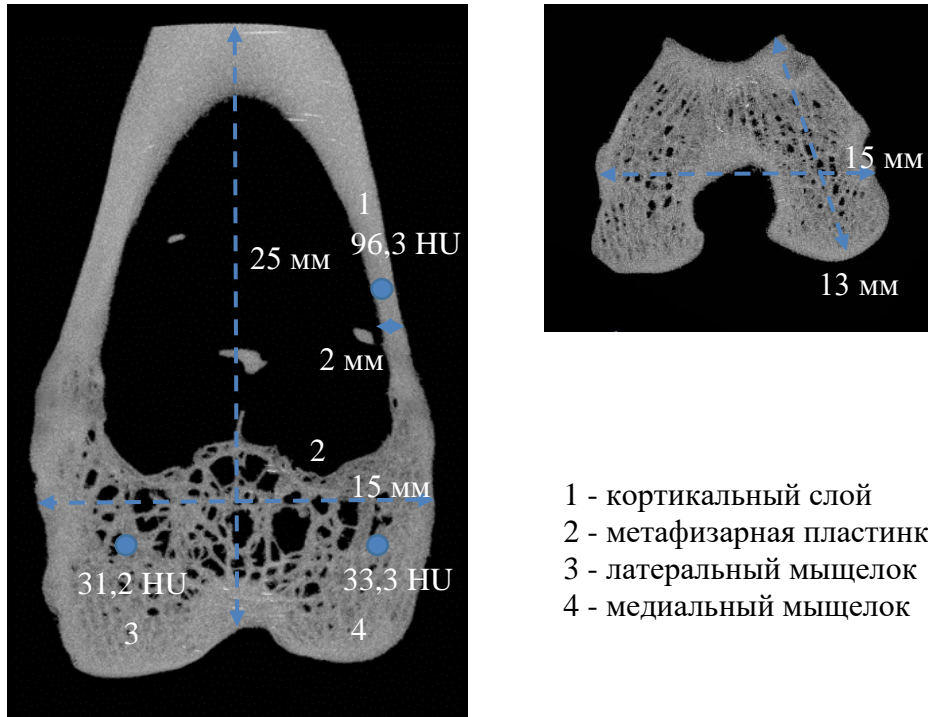 1
96,3 HU
25 мм
2 мм
2
15 мм
31,2 HU
33,3 HU
3
4
15 мм
13 мм
1 - кортикальный слой
2 - метафизарная пластинк
3 - латеральный мыщелок
4 - медиальный мыщелок